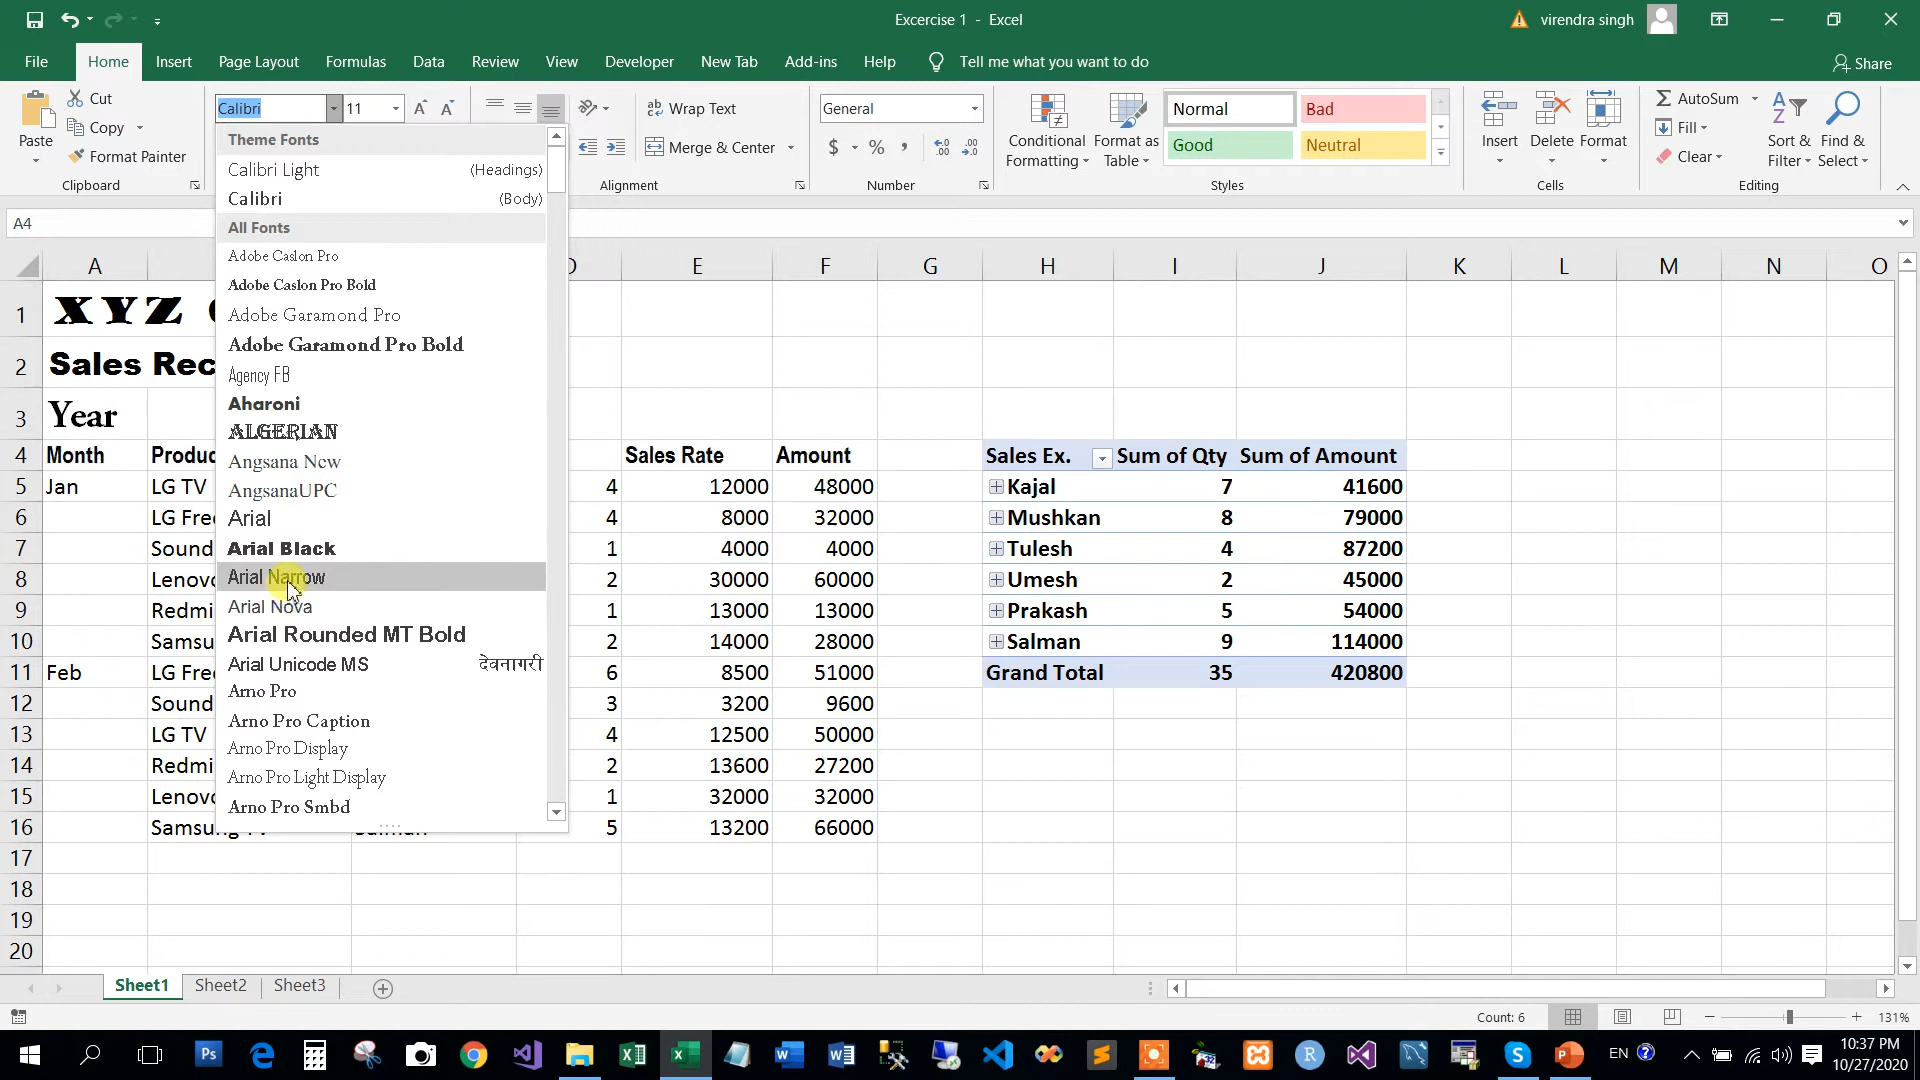 Excercise 1 - Excel
virendra singh
File Home Insert Page Layout Formulas Data Review View Developer New Tab Add-ins Help Tell me what you want to do Share
Cut
Copy
Format Painter
Paste
Clipboard
Calibri 11
Wrap Text
Merge & Center
Alignment
General
$ % ,
Number
Conditional Formatting
Format as Table
Normal Bad
Good Neutral
Styles
Insert Delete Format
Cells
AutoSum
Fill
Clear
Sort & Filter
Find & Select
Editing
A4
Theme Fonts
Calibri Light (Headings)
Calibri (Body)
All Fonts
Adobe Caslon Pro
Adobe Caslon Pro Bold
Adobe Garamond Pro
Adobe Garamond Pro Bold
Agency FB
Aharoni
ALGERIAN
Angsana New
AngsanaUPC
Arial
Arial Black
Arial Narrow
Arial Nova
Arial Rounded MT Bold
Arial Unicode MS देवनागरी
Arno Pro
Arno Pro Caption
Arno Pro Display
Arno Pro Light Display
Arno Pro Smbd
A E F G H I J K L M N O
1 XYZ
2 Sales Rec
3 Year
4 Month Produc Sales Rate Amount Sales Ex. Sum of Qty Sum of Amount
5 Jan LG TV 4 12000 48000 Kajal 7 41600
6 LG Free 4 8000 32000 Mushkan 8 79000
7 Sound 1 4000 4000 Tulesh 4 87200
8 Lenovo 2 30000 60000 Umesh 2 45000
9 Redmi 1 13000 13000 Prakash 5 54000
10 Samsu 2 14000 28000 Salman 9 114000
11 Feb LG Free 6 8500 51000 Grand Total 35 420800
12 Sound 3 3200 9600
13 LG TV 4 12500 50000
14 Redmi 2 13600 27200
15 Lenovo 1 32000 32000
16 Samsung TV Salman 5 13200 66000
17
18
19
20
Sheet1 Sheet2 Sheet3
Count: 6 131%
EN 10:37 PM
10/27/2020